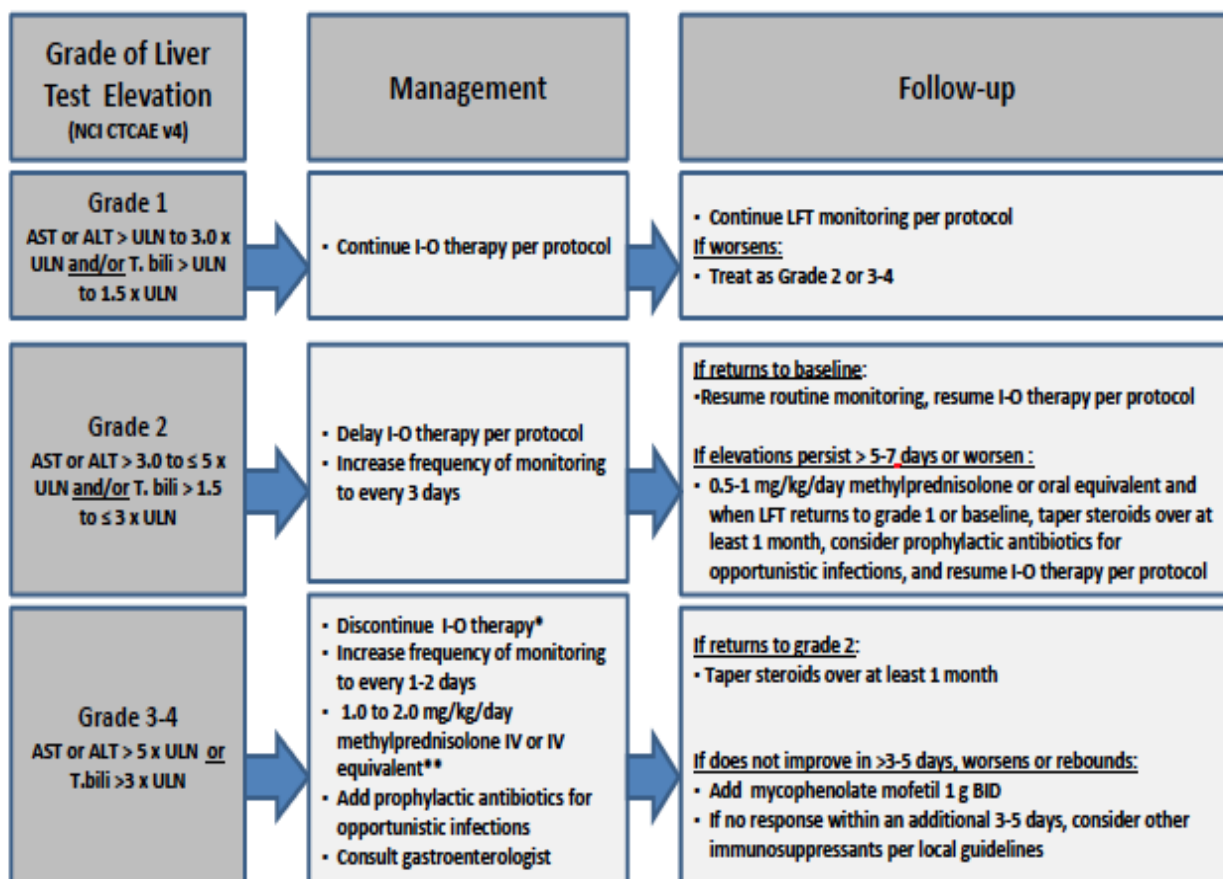 Grade of Liver
Test Elevation
(NCI CTCAE v4)
Management
Follow-up
Grade 1
AST or ALT > ULN to 3.0 x
ULN and/or T. bili > ULN
to 1.5 x ULN
• Continue I-O therapy per protocol
• Continue LFT monitoring per protocol
If worsens:
• Treat as Grade 2 or 3-4
Grade 2
AST or ALT > 3.0 to ≤ 5 x
ULN and/or T. bili > 1.5
to ≤ 3 x ULN
• Delay I-O therapy per protocol
• Increase frequency of monitoring
to every 3 days
If returns to baseline:
•Resume routine monitoring, resume I-O therapy per protocol
If elevations persist > 5-7 days or worsen :
• 0.5-1 mg/kg/day methylprednisolone or oral equivalent and
when LFT returns to grade 1 or baseline, taper steroids over at
least 1 month, consider prophylactic antibiotics for
opportunistic infections, and resume I-O therapy per protocol
Grade 3-4
AST or ALT > 5 x ULN or
T.bili >3 x ULN
• Discontinue I-O therapy*
• Increase frequency of monitoring
to every 1-2 days
• 1.0 to 2.0 mg/kg/day
methylprednisolone IV or IV
equivalent**
• Add prophylactic antibiotics for
opportunistic infections
• Consult gastroenterologist
If returns to grade 2:
• Taper steroids over at least 1 month
If does not improve in >3-5 days, worsens or rebounds:
• Add mycophenolate mofetil 1 g BID
• If no response within an additional 3-5 days, consider other
immunosuppressants per local guidelines